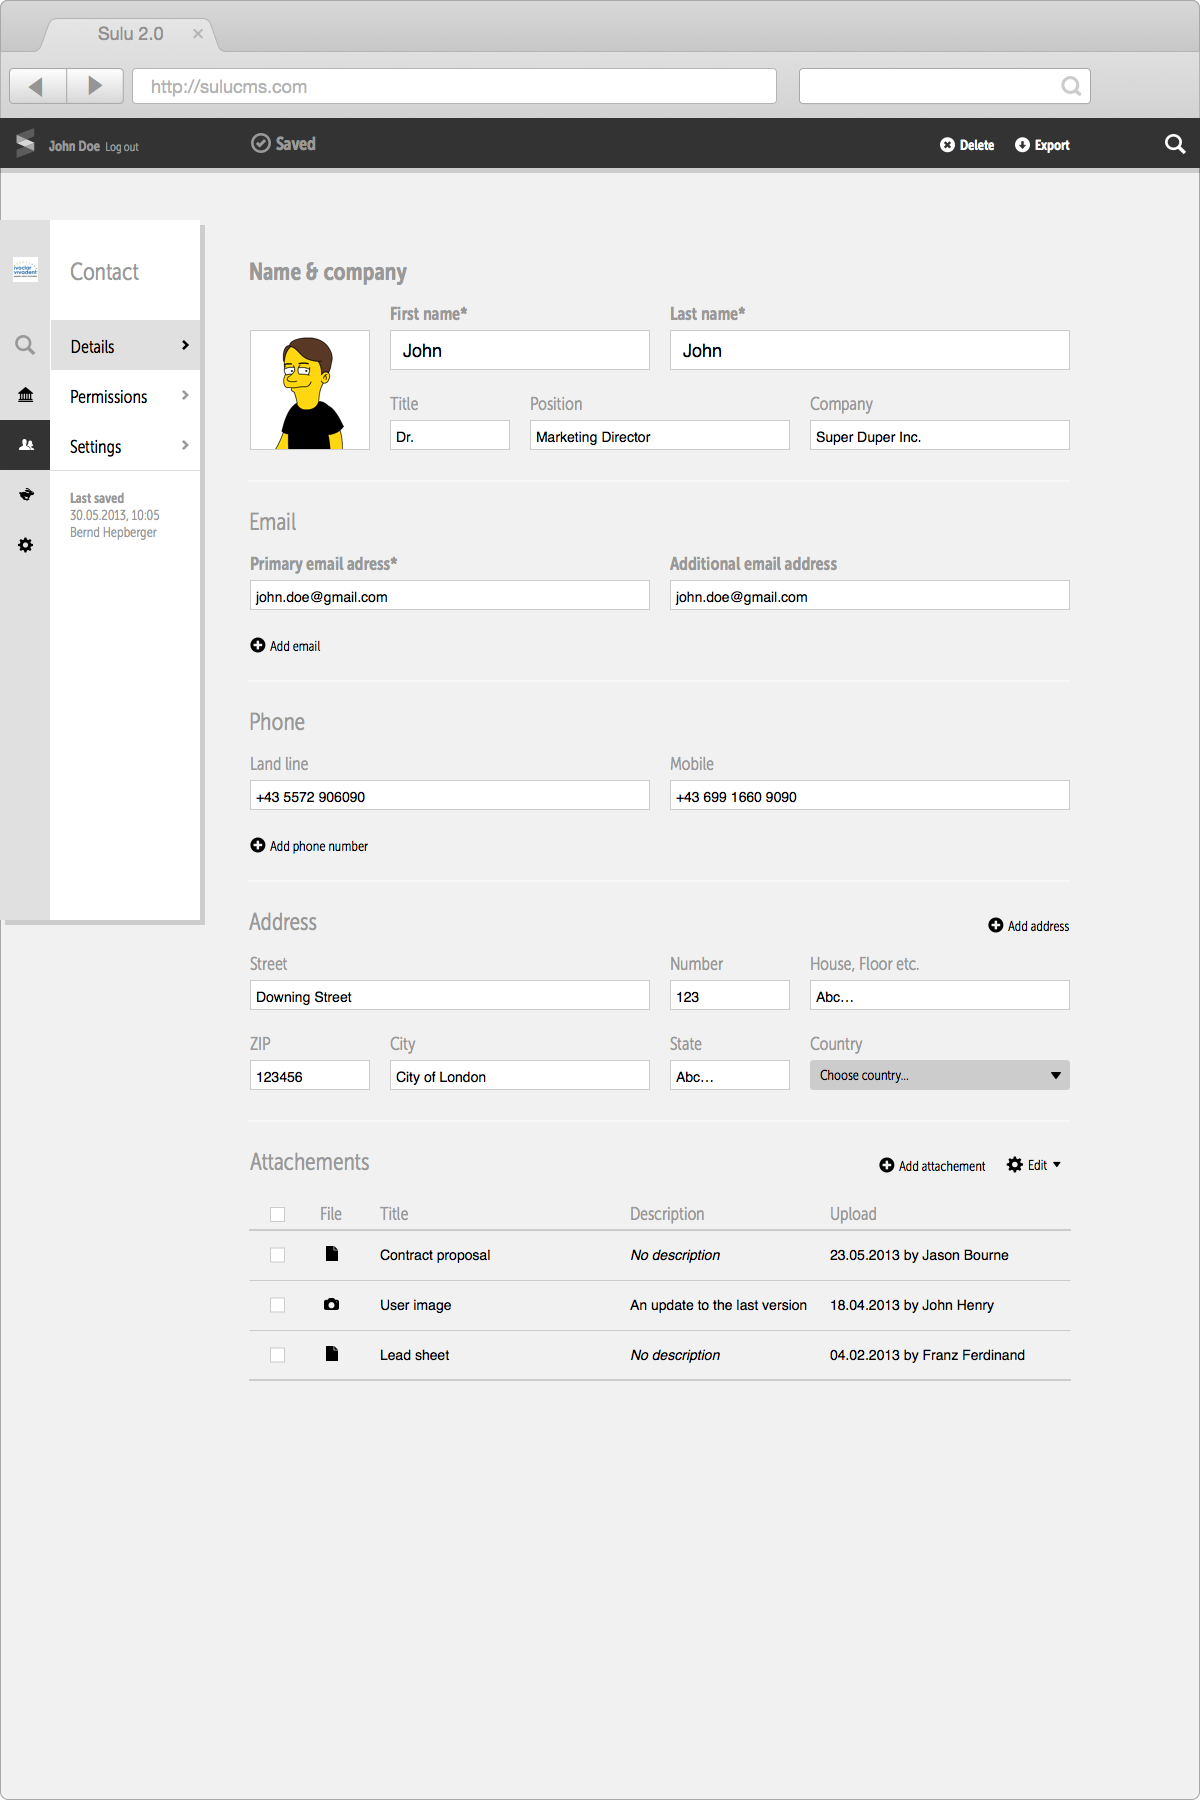 Sulu 2.0
http://sulucms.com
John Doe Log out
Saved
Delete
Export
ivoclar
vivadent
Contact
Details
Permissions
Settings
Last saved
30.05.2013, 10:05
Bernd Hepberger
Name & company
First name* Last name*
John John
Title Position Company
Dr. Marketing Director Super Duper Inc.
Email
Primary email adress* Additional email address
john.doe@gmail.com john.doe@gmail.com
Add email
Phone
Land line Mobile
+43 5572 906090 +43 699 1660 9090
Add phone number
Address Add address
Street Number House, Floor etc.
Downing Street 123 Abc...
ZIP City State Country
123456 City of London Abc... Choose country...
Attachements Add attachement Edit
File Title Description Upload
Contract proposal No description 23.05.2013 by Jason Bourne
User image An update to the last version 18.04.2013 by John Henry
Lead sheet No description 04.02.2013 by Franz Ferdinand